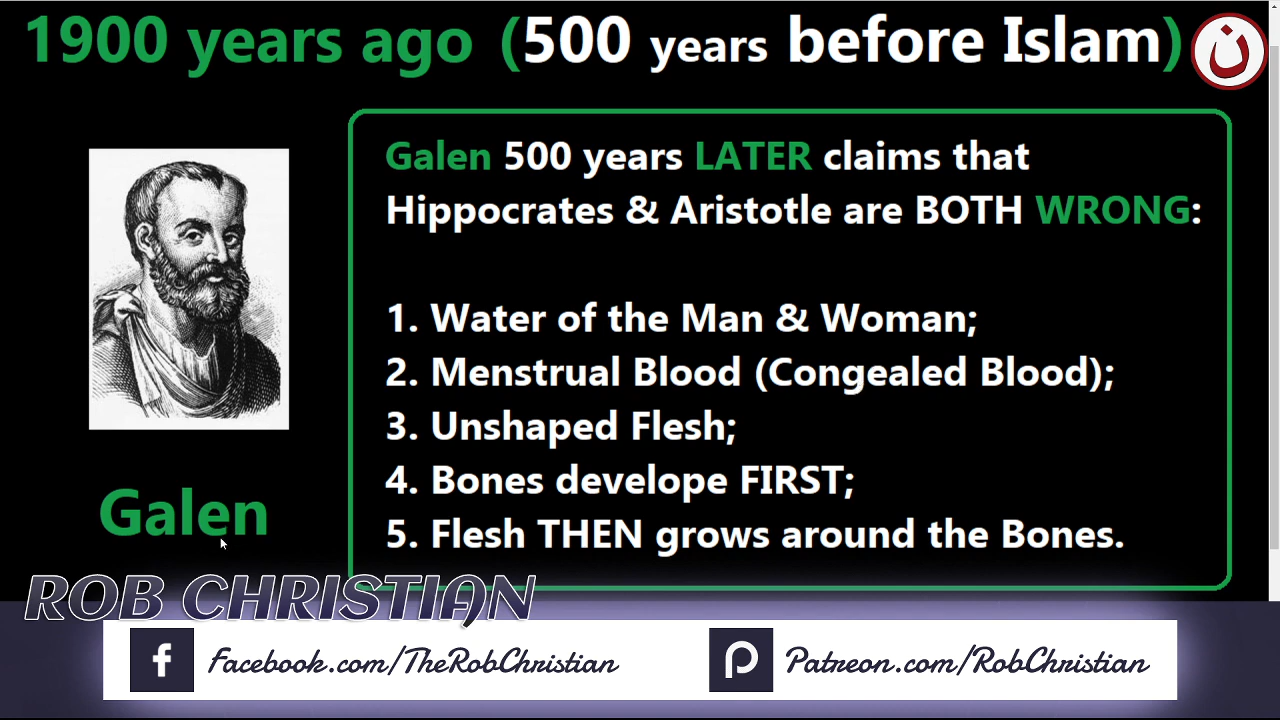 1900 years ago (500 years before Islam)
ن
Galen 500 years LATER claims that
Hippocrates & Aristotle are BOTH WRONG:
1. Water of the Man & Woman;
2. Menstrual Blood (Congealed Blood);
3. Unshaped Flesh;
4. Bones develope FIRST;
5. Flesh THEN grows around the Bones.
Galen
ROB CHRISTIAN
Facebook.com/TheRobChristian
Patreon.com/RobChristian